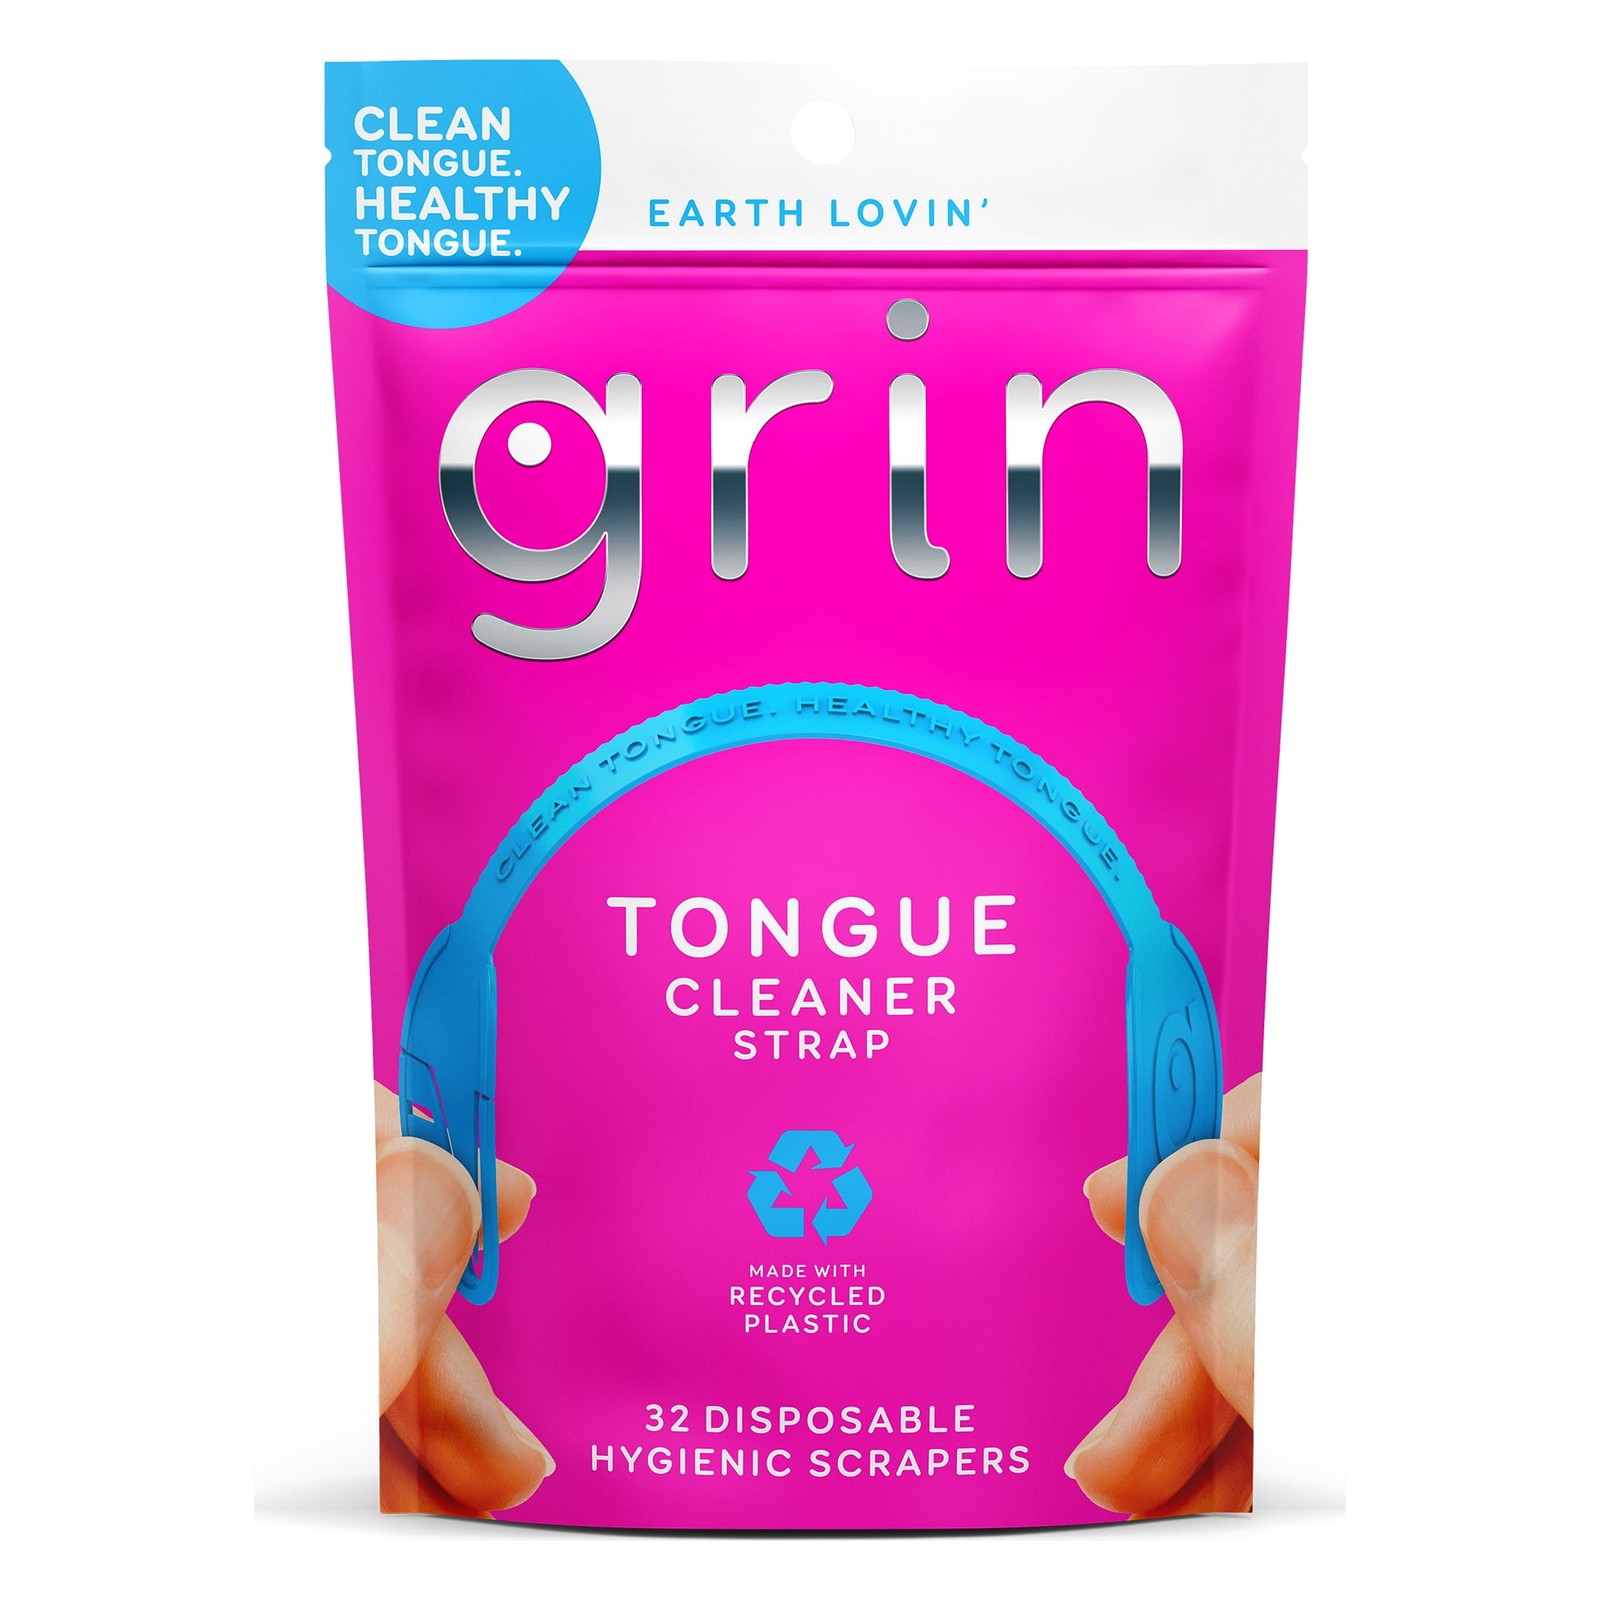 CLEAN
TONGUE.
HEALTHY
TONGUE.
EARTH LOVIN'
grin
CLEAN TONGUE. HEALTHY TONGUE.
TONGUE
CLEANER
STRAP
MADE WITH
RECYCLED
PLASTIC
32 DISPOSABLE
HYGIENIC SCRAPERS